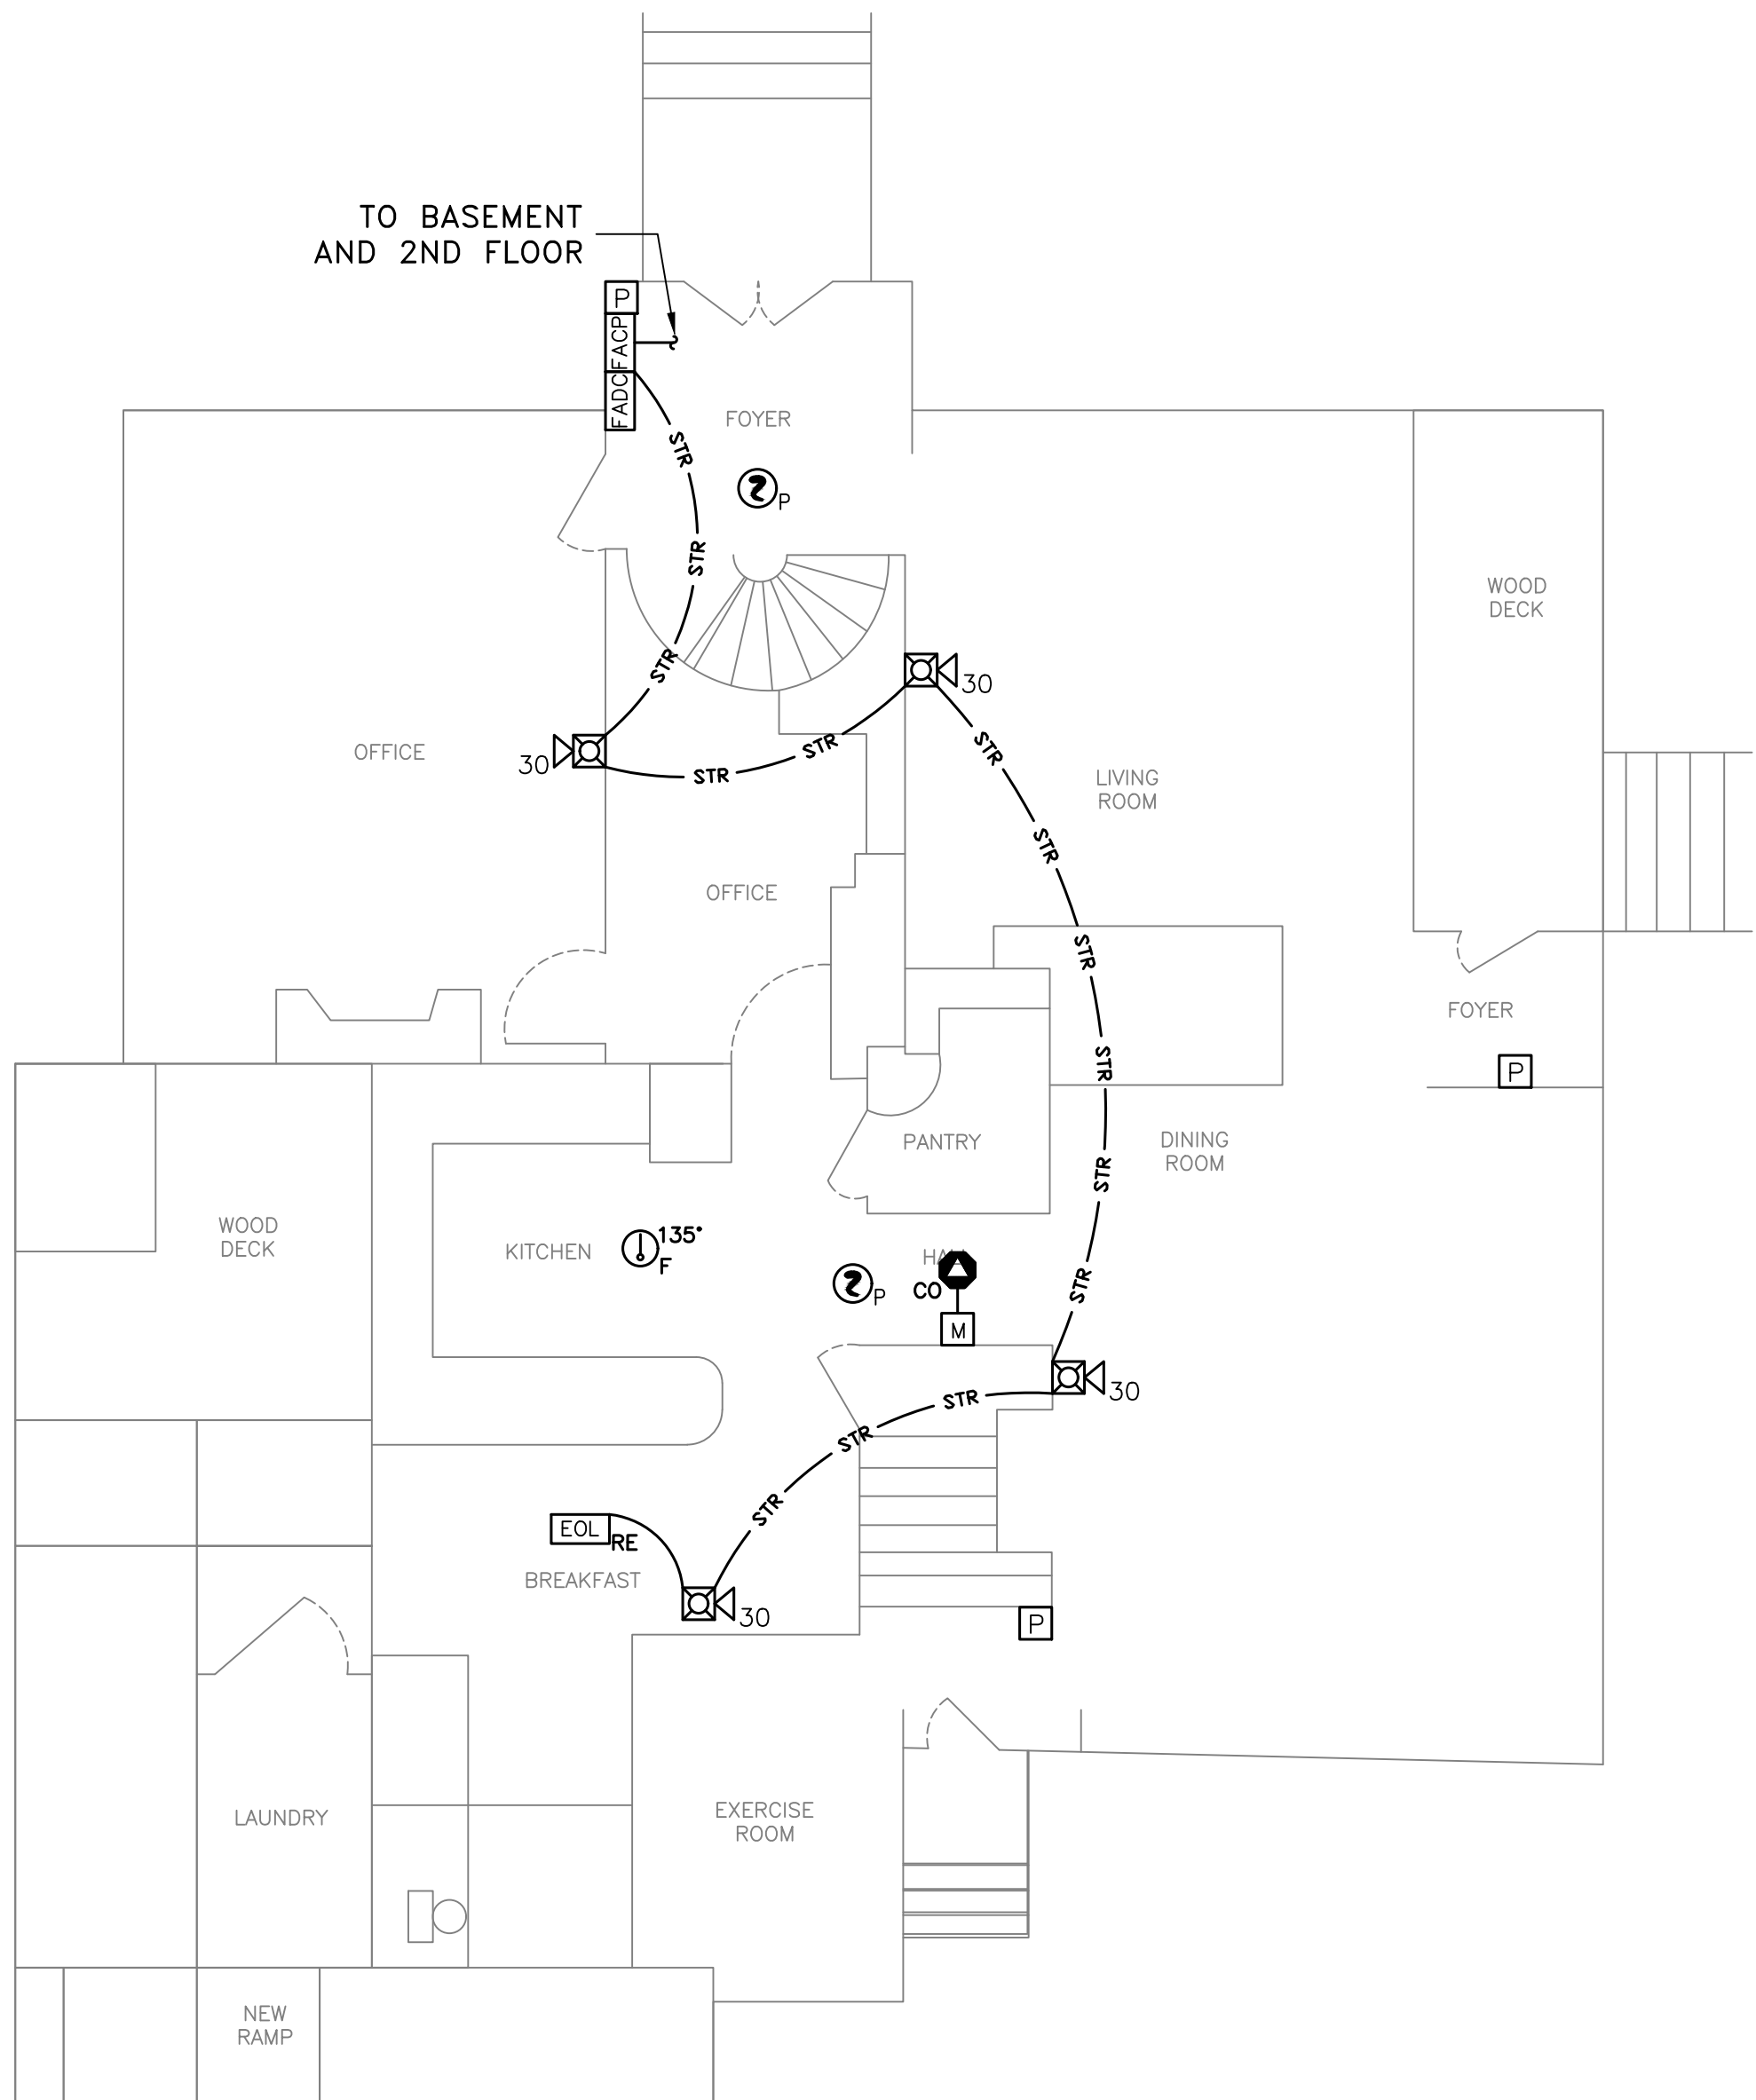 TO BASEMENT
AND 2ND FLOOR
P
FACP
FADC
FOYER
STR
P
STR
WOOD
DECK
STR
30
OFFICE
30
STR
STR
STR
LIVING
ROOM
STR
OFFICE
STR
FOYER
STR
P
PANTRY
DINING
ROOM
STR
WOOD
DECK
KITCHEN
135°
F
HALL
CO
P
STR
M
30
STR
STR
STR
EOL
RE
BREAKFAST
30
P
LAUNDRY
EXERCISE
ROOM
NEW
RAMP